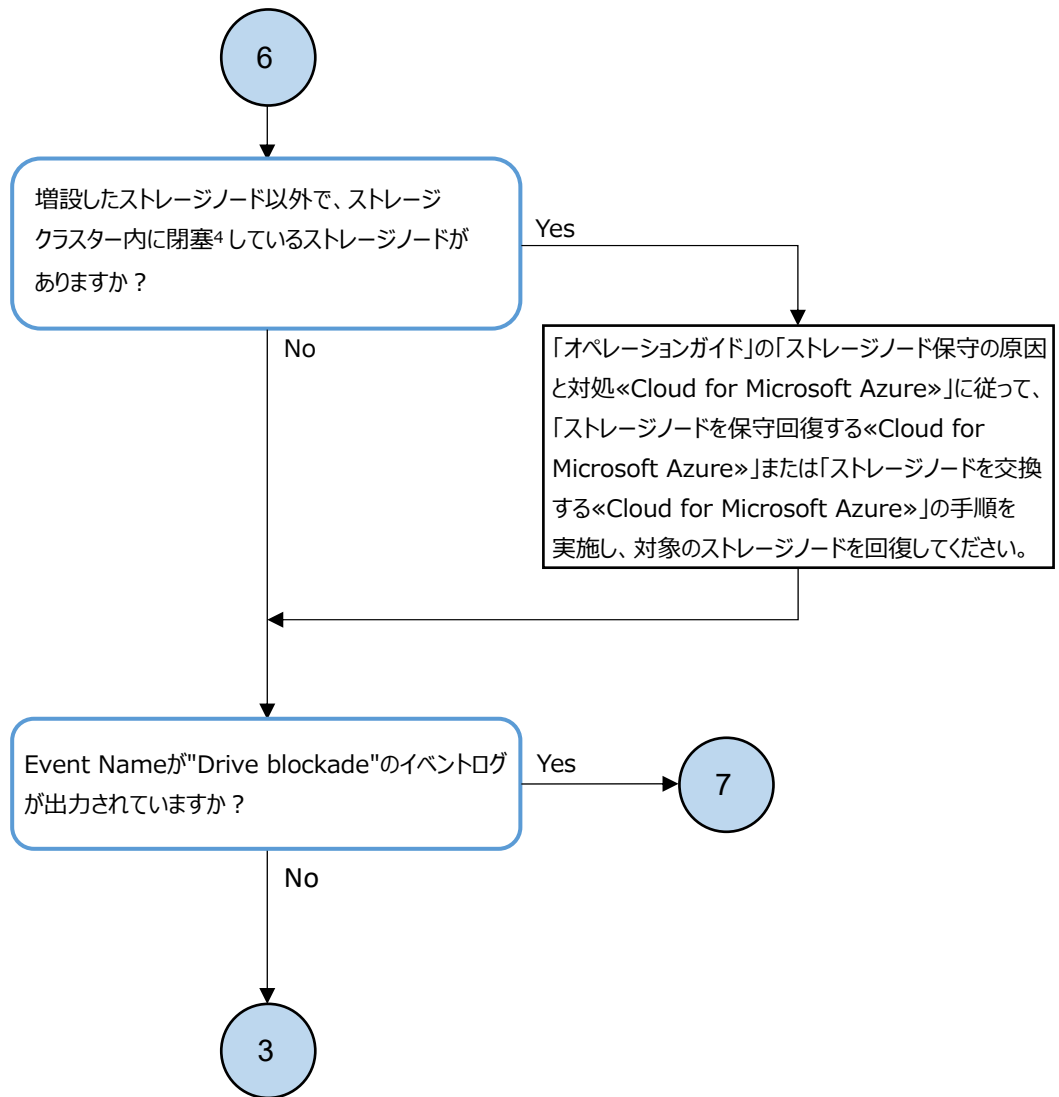 6
増設したストレージノード以外で、ストレージ
クラスター内に閉塞4 しているストレージノードが
ありますか？
Yes
No
「オペレーションガイド」の「ストレージノード保守の原因
と対処«Cloud for Microsoft Azure»」に従って、
「ストレージノードを保守回復する«Cloud for
Microsoft Azure»」または「ストレージノードを交換
する«Cloud for Microsoft Azure»」の手順を
実施し、対象のストレージノードを回復してください。
Event Nameが"Drive blockade"のイベントログ
が出力されていますか？
Yes
7
No
3